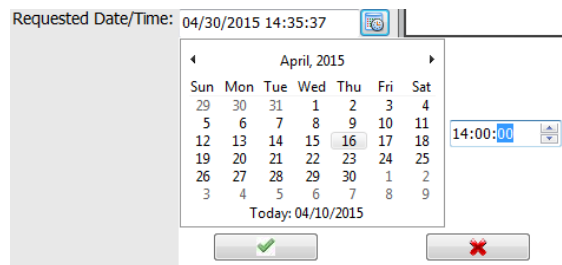 Requested Date/Time: 04/30/2015 14:35:37
April, 2015
Sun Mon Tue Wed Thu Fri Sat
29 30 31 1 2 3 4
5 6 7 8 9 10 11
12 13 14 15 16 17 18
14:00:00
19 20 21 22 23 24 25
26 27 28 29 30 1 2
3 4 5 6 7 8 9
Today: 04/10/2015